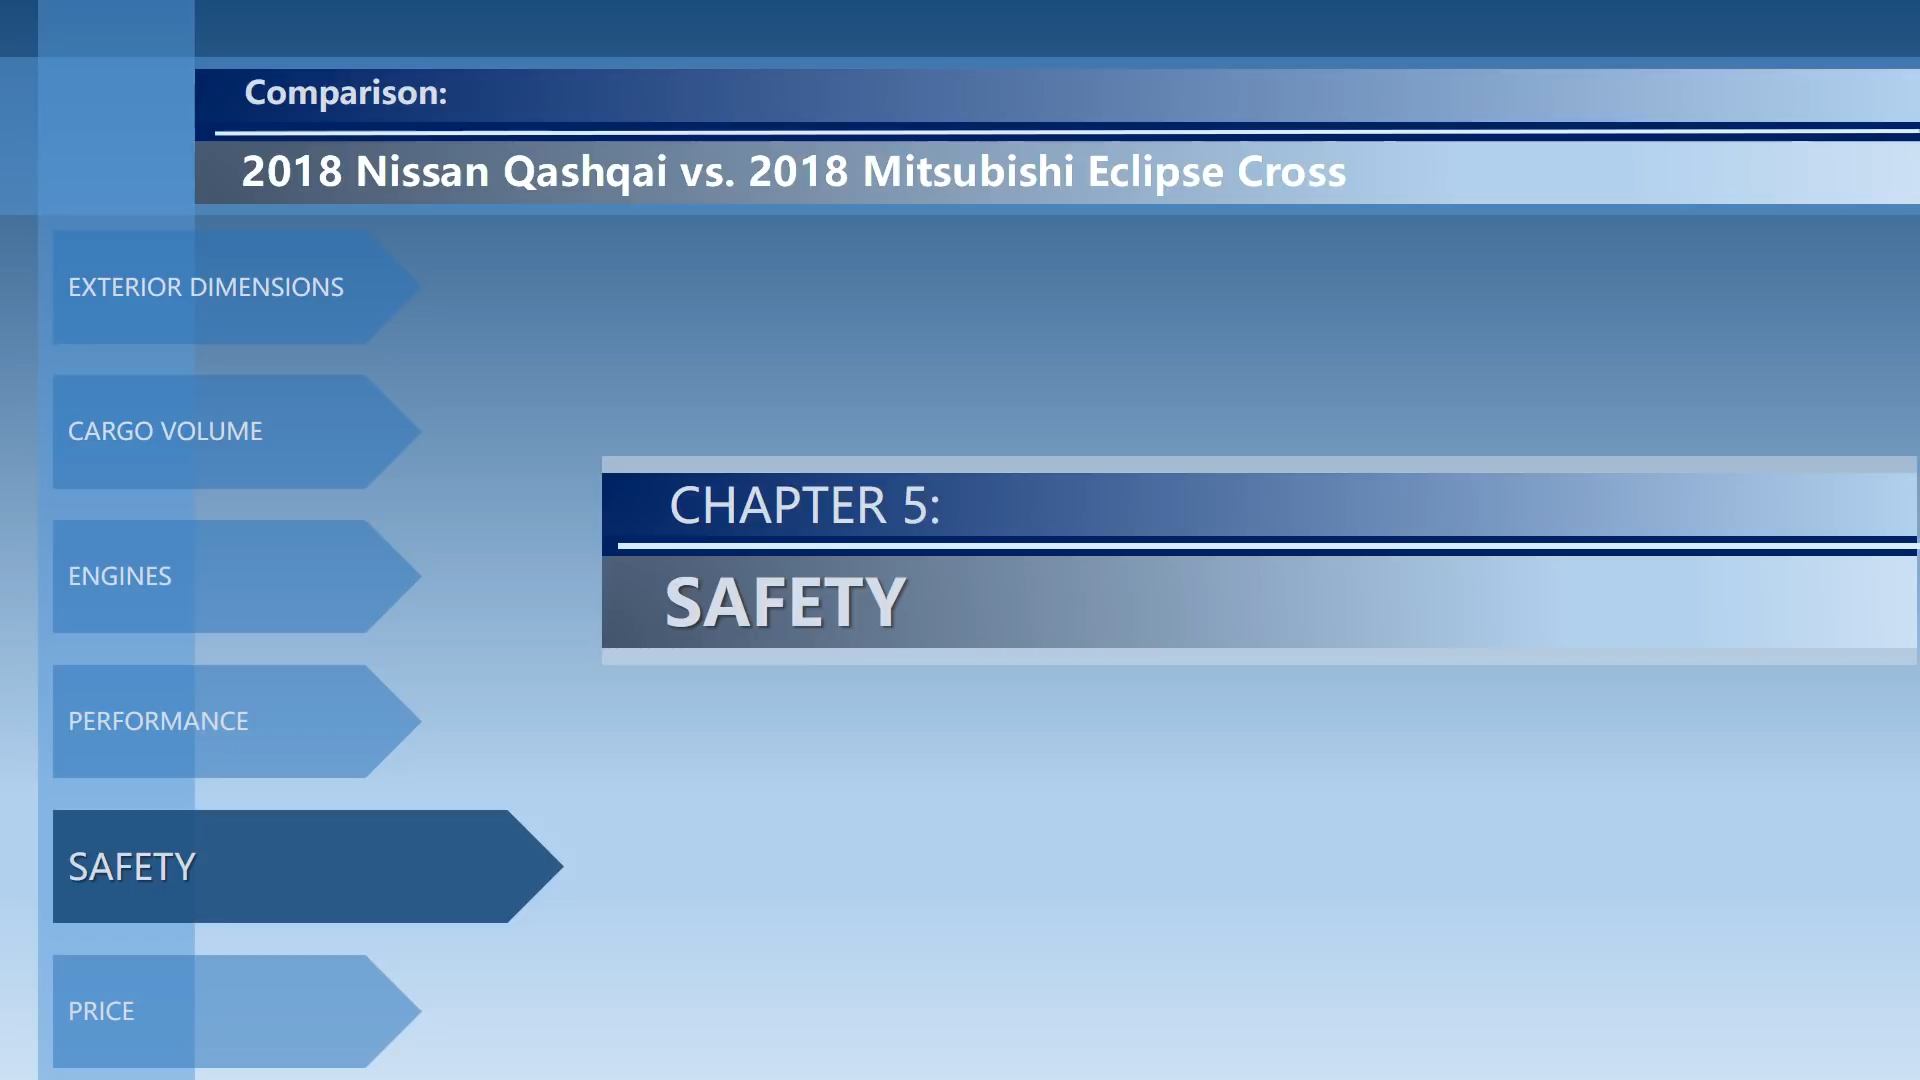 Comparison:
2018 Nissan Qashqai vs. 2018 Mitsubishi Eclipse Cross
EXTERIOR DIMENSIONS
CARGO VOLUME
ENGINES
PERFORMANCE
SAFETY
PRICE
CHAPTER 5:
SAFETY